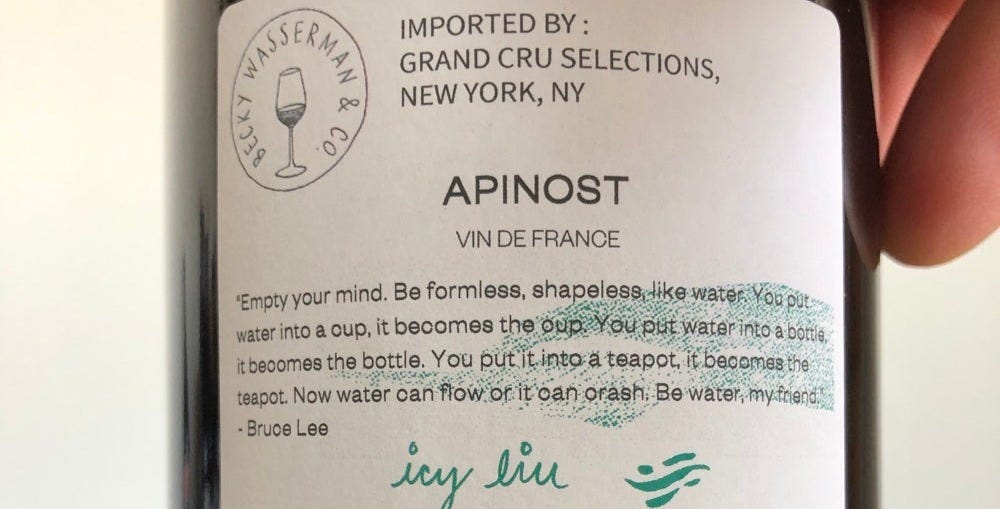 BECKY WASSERMAN & CO.
IMPORTED BY :
GRAND CRU SELECTIONS,
NEW YORK, NY
APINOST
VIN DE FRANCE
"Empty your mind. Be formless, shapeless, like water. You put
water into a cup, it becomes the cup. You put water into a bottle,
it becomes the bottle. You put it into a teapot, it becomes the
teapot. Now water can flow or it can crash. Be water, my friend."
- Bruce Lee
icy liu